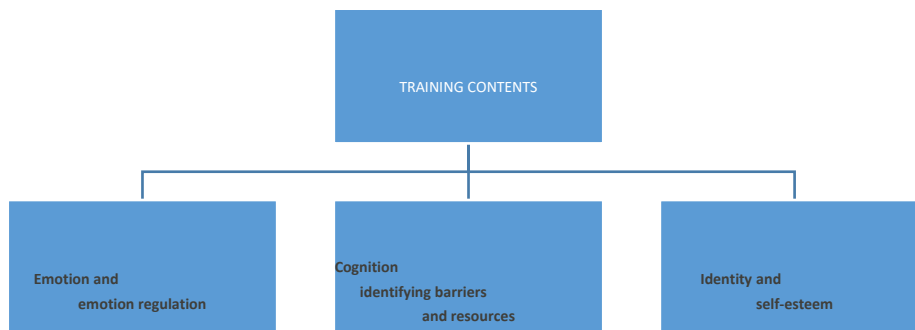 TRAINING CONTENTS
Emotion and
emotion regulation
Cognition
identifying barriers
and resources
Identity and
self-esteem